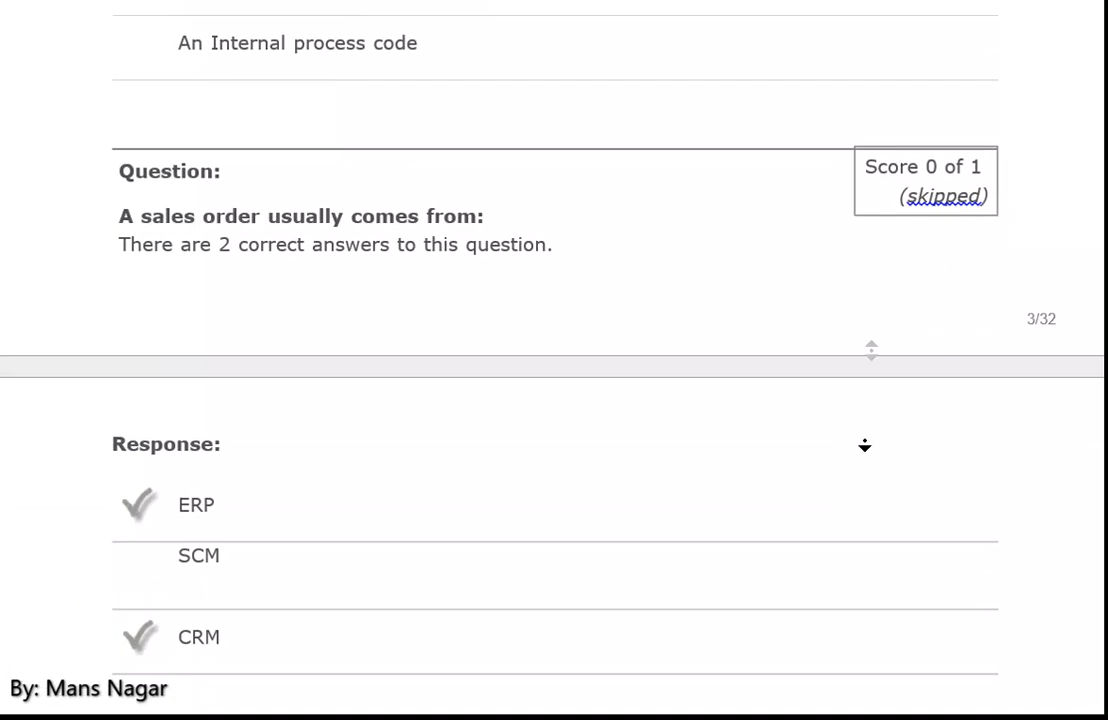 An Internal process code
Question:
Score 0 of 1
(skipped)
A sales order usually comes from:
There are 2 correct answers to this question.
3/32
Response:
ERP
SCM
CRM
By: Mans Nagar